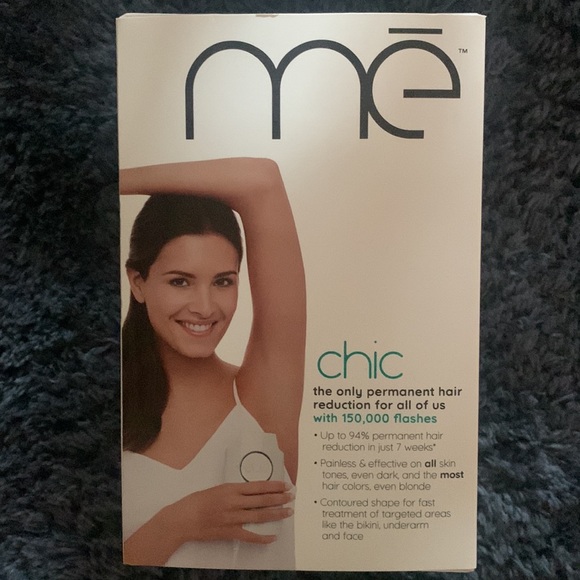 mē™
chic
the only permanent hair
reduction for all of us
with 150,000 flashes
• Up to 94% permanent hair
reduction in just 7 weeks*
• Painless & effective on all skin
tones, even dark, and the most
hair colors, even blonde
• Contoured shape for fast
treatment of targeted areas
like the bikini, underarm
and face